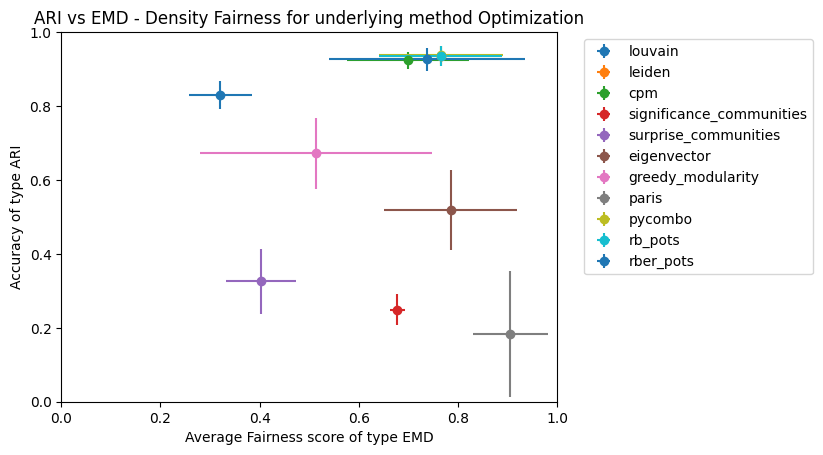 ARI vs EMD - Density Fairness for underlying method Optimization
1.0
0.8
0.6
0.4
0.2
0.0
Accuracy of type ARI
0.0 0.2 0.4 0.6 0.8 1.0
Average Fairness score of type EMD
louvain
leiden
cpm
significance_communities
surprise_communities
eigenvector
greedy_modularity
paris
pycombo
rb_pots
rber_pots